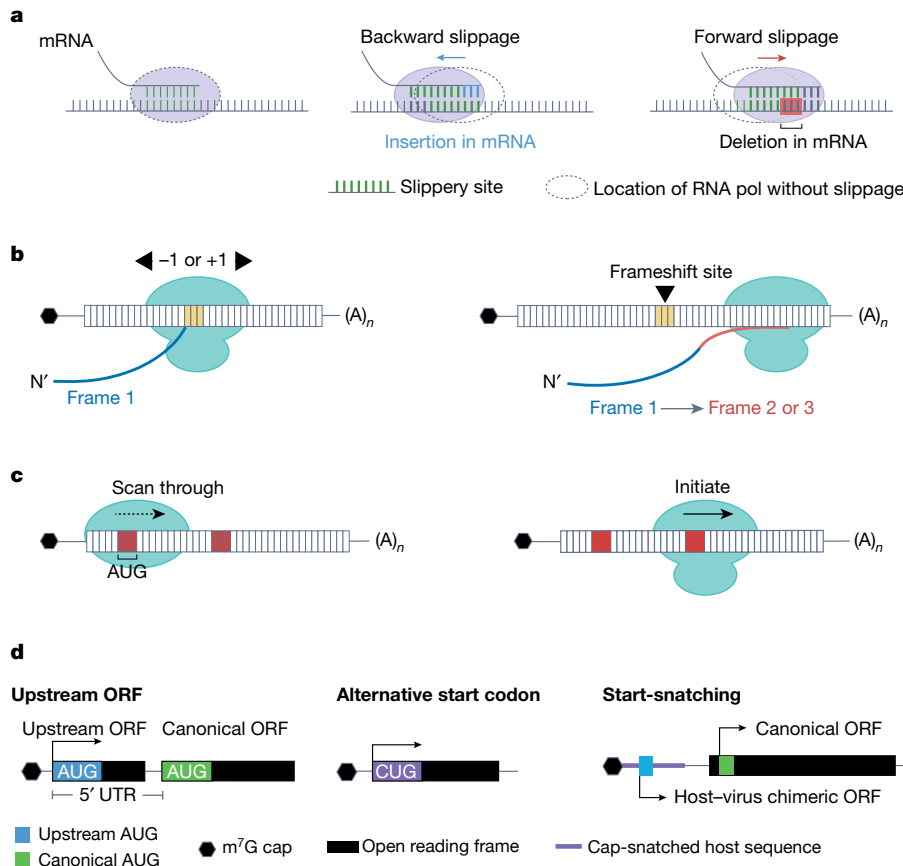 a
mRNA
Backward slippage
Forward slippage
Insertion in mRNA
Deletion in mRNA
Slippery site
Location of RNA pol without slippage
b
–1 or +1
(A)n
N′
Frame 1
Frameshift site
(A)n
N′
Frame 1
Frame 2 or 3
c
Scan through
(A)n
AUG
Initiate
(A)n
d
Upstream ORF
Alternative start codon
Start-snatching
Upstream ORF
Canonical ORF
AUG
AUG
5′ UTR
CUG
Canonical ORF
Host–virus chimeric ORF
Upstream AUG
Canonical AUG
m7G cap
Open reading frame
Cap-snatched host sequence